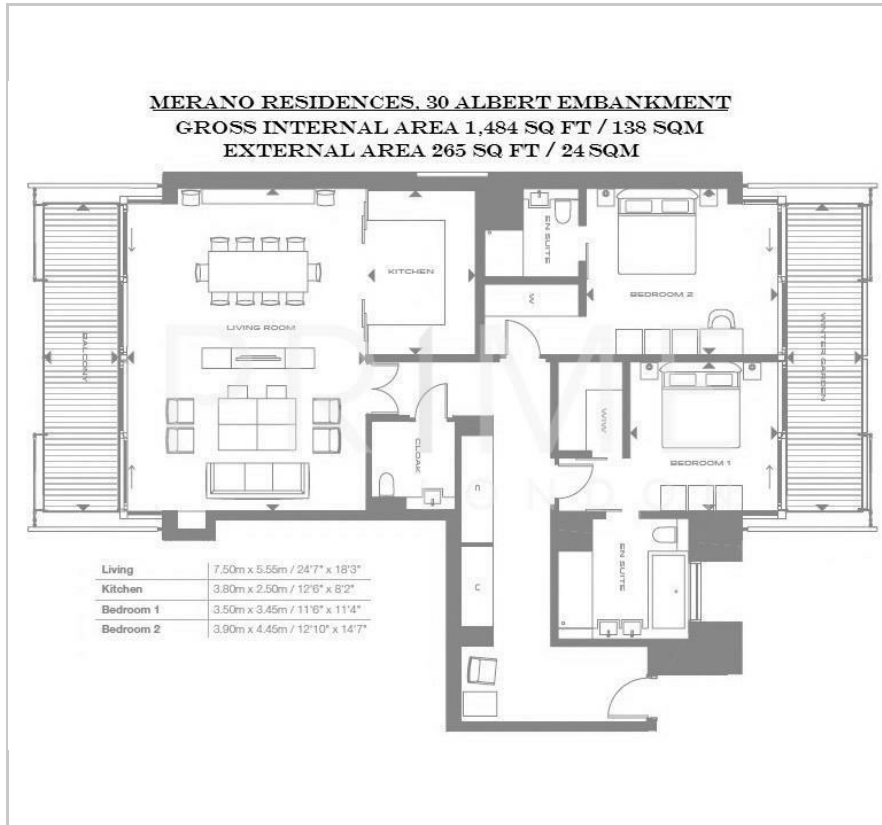 MERANO RESIDENCES, 30 ALBERT EMBANKMENT
GROSS INTERNAL AREA 1,484 SQ FT / 138 SQM
EXTERNAL AREA 265 SQ FT / 24 SQM
EN SUITE
KITCHEN
BEDROOM 2
W
LIVING ROOM
BALCONY
WINTER GARDEN
PRIME
LONDON
W/W
CLOAK
BEDROOM 1
C
C
EN SUITE
Living 7.50m x 5.55m / 24'7" x 18'3"
Kitchen 3.80m x 2.50m / 12'6" x 8'2"
Bedroom 1 3.50m x 3.45m / 11'6" x 11'4"
Bedroom 2 3.90m x 4.45m / 12'10" x 14'7"